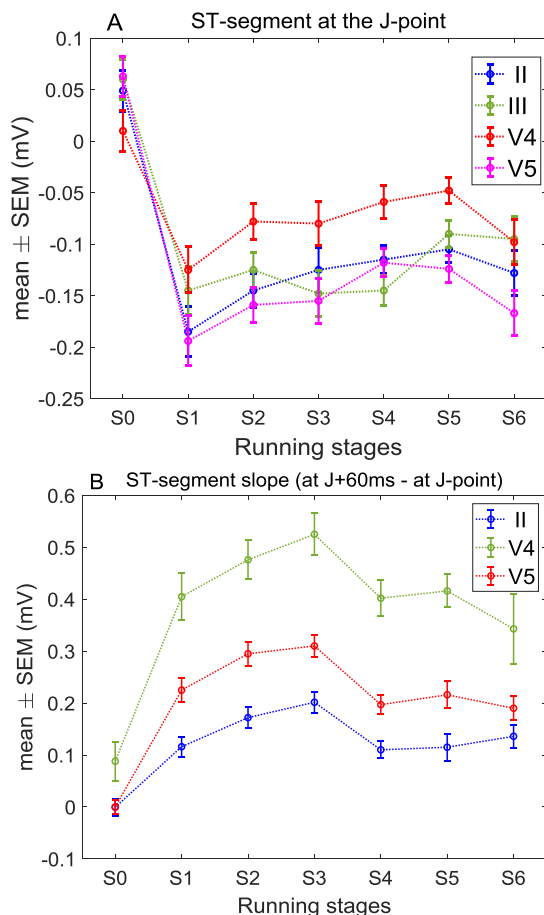 A
ST-segment at the J-point
0.1
0.05
0
-0.05
-0.1
-0.15
-0.2
-0.25
mean ± SEM (mV)
II
III
V4
V5
S0 S1 S2 S3 S4 S5 S6
Running stages
B
ST-segment slope (at J+60ms - at J-point)
0.6
0.5
0.4
0.3
0.2
0.1
0
-0.1
mean ± SEM (mV)
II
V4
V5
S0 S1 S2 S3 S4 S5 S6
Running stages